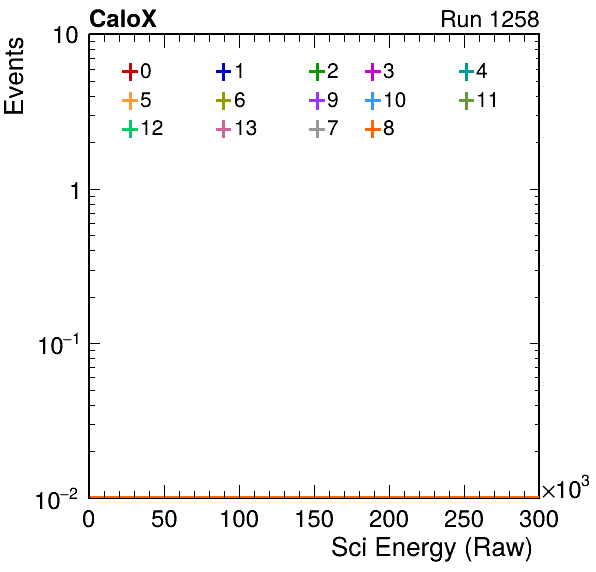 CaloX Run 1258
Events
10
1
10⁻¹
10⁻²
0 1 2 3 4
5 6 9 10 11
12 13 7 8
0 50 100 150 200 250 300
×10³
Sci Energy (Raw)